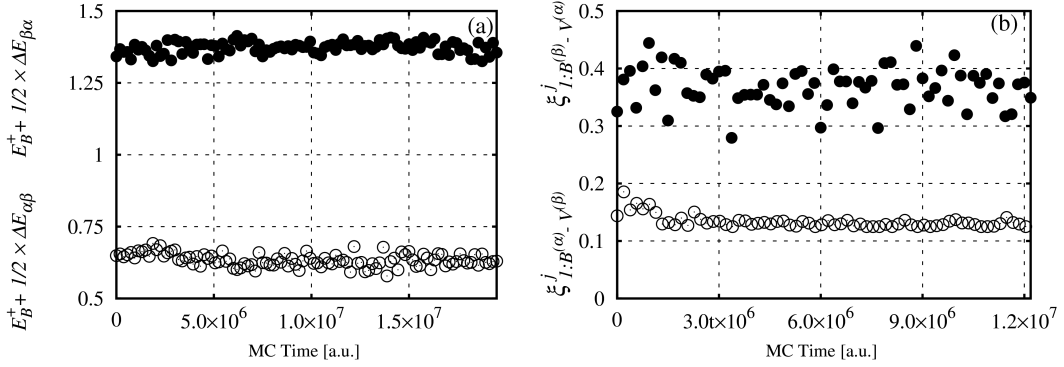 (a)
E_B^+ + 1/2 × ΔE_βα
E_B^+ + 1/2 × ΔE_αβ
1.5
1.25
1
0.75
0.5
0 5.0×10^6 1.0×10^7 1.5×10^7
MC Time [a.u.]
(b)
ξ^j_{1:B^(β)- V^(α)}
ξ^j_{1:B^(α)- V^(β)}
0.5
0.4
0.3
0.2
0.1
0
0 3.0t×10^6 6.0×10^6 9.0×10^6 1.2×10^7
MC Time [a.u.]